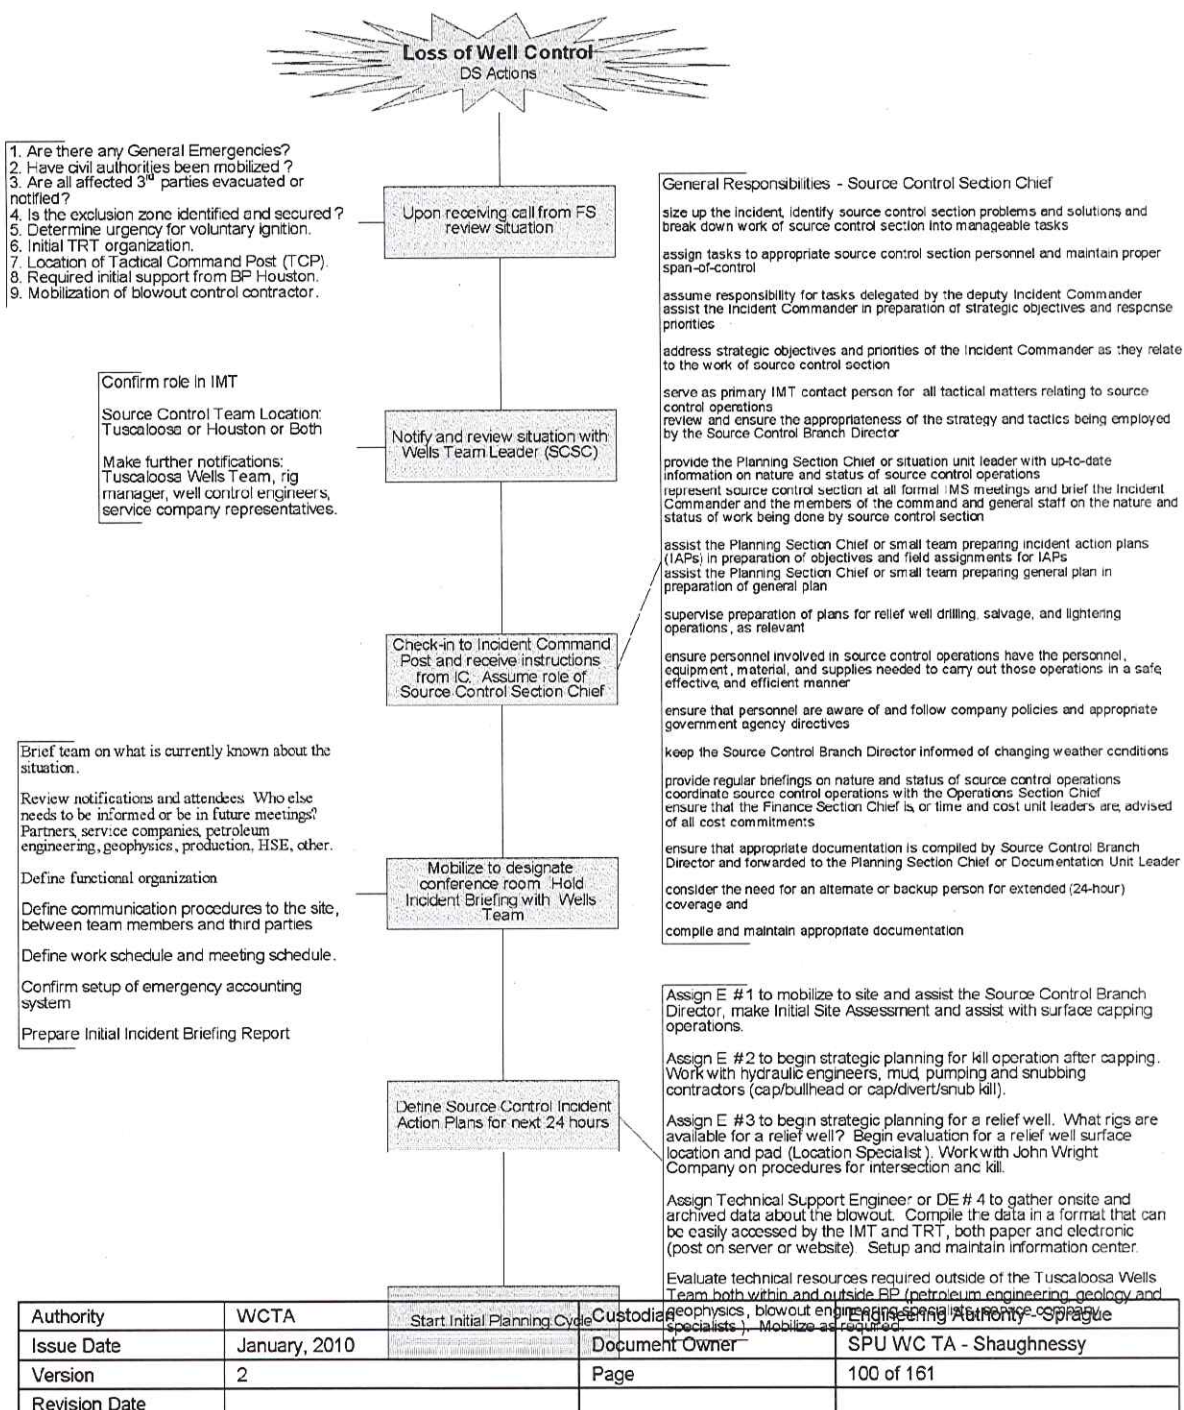 Loss of Well Control
DS Actions
1. Are there any General Emergencies?
2. Have civil authorities been mobilized ?
3. Are all affected 3rd parties evacuated or
notified?
4. Is the exclusion zone identified and secured ?
5. Determine urgency for voluntary ignition.
6. Initial TRT organization.
7. Location of Tactical Command Post (TCP).
8. Required initial support from BP Houston.
9. Mobilization of blowout control contractor.
Upon receiving call from FS
review situation
General Responsibilities - Source Control Section Chief
size up the incident, identify source control section problems and solutions and
break down work of source control section into manageable tasks
assign tasks to appropriate source control section personnel and maintain proper
span-of-control
assume responsibility for tasks delegated by the deputy Incident Commander
assist the Incident Commander in preparation of strategic objectives and response
priorities
address strategic objectives and priorities of the Incident Commander as they relate
to the work of source control section
serve as primary IMT contact person for all tactical matters relating to source
control operations
review and ensure the appropriateness of the strategy and tactics being employed
by the Source Control Branch Director
provide the Planning Section Chief or situation unit leader with up-to-date
information on nature and status of source control operations
represent source control section at all formal IMS meetings and brief the Incident
Commander and the members of the command and general staff on the nature and
status of work being done by source control section
assist the Planning Section Chief or small team preparing incident action plans
(IAPs) in preparation of objectives and field assignments for IAPs
assist the Planning Section Chief or small team preparing general plan in
preparation of general plan
supervise preparation of plans for relief well drilling, salvage, and lightering
operations, as relevant
ensure personnel involved in source control operations have the personnel,
equipment, material, and supplies needed to carry out those operations in a safe,
effective, and efficient manner
ensure that personnel are aware of and follow company policies and appropriate
government agency directives
keep the Source Control Branch Director informed of changing weather conditions
provide regular briefings on nature and status of source control operations
coordinate source control operations with the Operations Section Chief
ensure that the Finance Section Chief is, or time and cost unit leaders are, advised
of all cost commitments
ensure that appropriate documentation is compiled by Source Control Branch
Director and forwarded to the Planning Section Chief or Documentation Unit Leader
consider the need for an alternate or backup person for extended (24-hour)
coverage and
compile and maintain appropriate documentation
Confirm role in IMT
Source Control Team Location:
Tuscaloosa or Houston or Both
Make further notifications:
Tuscaloosa Wells Team, rig
manager, well control engineers,
service company representatives.
Notify and review situation with
Wells Team Leader (SCSC)
Check-in to Incident Command
Post and receive instructions
from IC. Assume role of
Source Control Section Chief
Brief team on what is currently known about the
situation.
Review notifications and attendees. Who else
needs to be informed or be in future meetings?
Partners, service companies, petroleum
engineering, geophysics, production, HSE, other.
Define functional organization
Define communication procedures to the site,
between team members and third parties
Define work schedule and meeting schedule.
Confirm setup of emergency accounting
system
Prepare Initial Incident Briefing Report
Mobilize to designate
conference room Hold
Incident Briefing with Wells
Team
Define Source Control Incident
Action Plans for next 24 hours
Assign E #1 to mobilize to site and assist the Source Control Branch
Director, make Initial Site Assessment and assist with surface capping
operations.
Assign E #2 to begin strategic planning for kill operation after capping.
Work with hydraulic engineers, mud, pumping and snubbing
contractors (cap/bullhead or cap/divert/snub kill).
Assign E #3 to begin strategic planning for a relief well. What rigs are
available for a relief well? Begin evaluation for a relief well surface
location and pad (Location Specialist). Work with John Wright
Company on procedures for intersection and kill.
Assign Technical Support Engineer or DE # 4 to gather onsite and
archived data about the blowout. Compile the data in a format that can
be easily accessed by the IMT and TRT, both paper and electronic
(post on server or website). Setup and maintain information center.
Evaluate technical resources required outside of the Tuscaloosa Wells
Team both within and outside BP (petroleum engineering, geology and
geophysics, blowout engineering specialists, service company
specialists). Mobilize as required.
Start Initial Planning Cycle
Authority WCTA Custodian Engineering Authority - Sprague
Issue Date January, 2010 Document Owner SPU WC TA - Shaughnessy
Version 2 Page 100 of 161
Revision Date